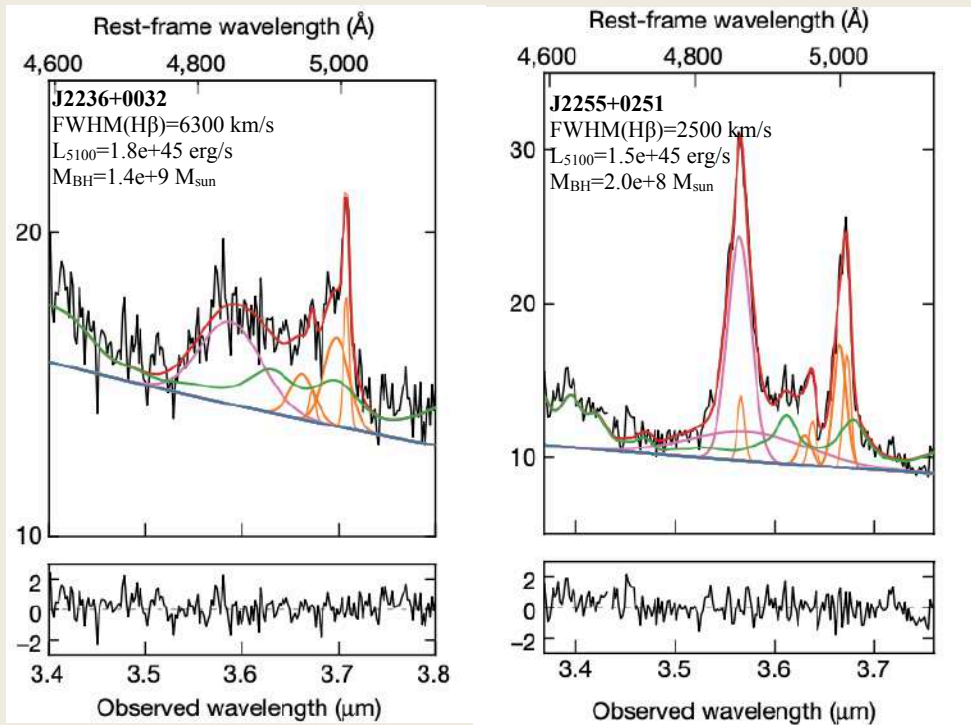 Rest-frame wavelength (Å)
4,600 4,800 5,000
J2236+0032
FWHM(Hβ)=6300 km/s
L5100=1.8e+45 erg/s
MBH=1.4e+9 Msun
20
10
2
0
−2
3.4 3.5 3.6 3.7 3.8
Observed wavelength (μm)
Rest-frame wavelength (Å)
4,800 5,000
J2255+0251
FWHM(Hβ)=2500 km/s
L5100=1.5e+45 erg/s
MBH=2.0e+8 Msun
30
20
10
2
0
−2
3.4 3.5 3.6 3.7
Observed wavelength (μm)